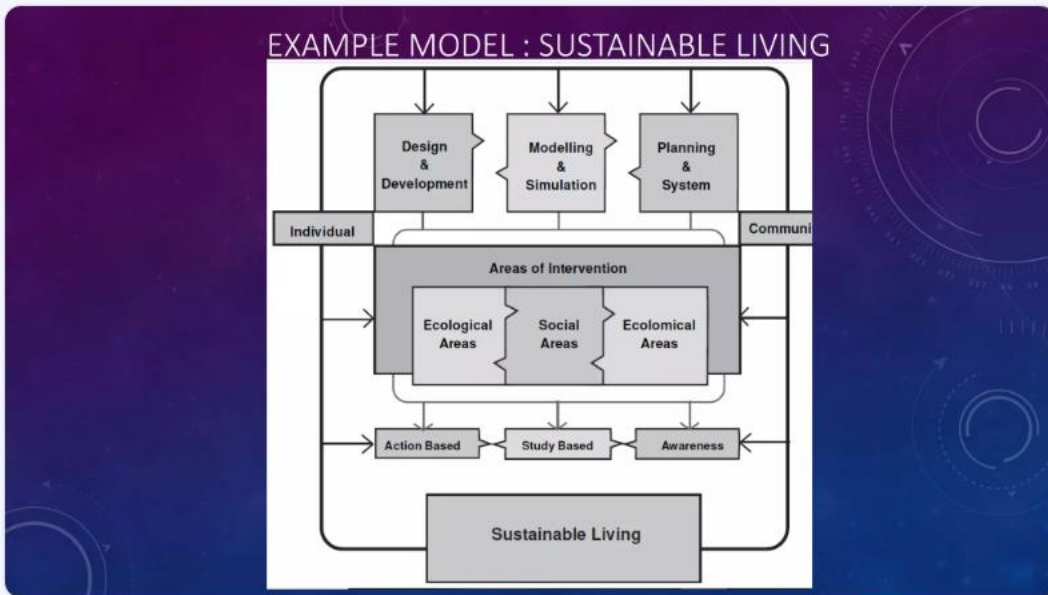 EXAMPLE MODEL : SUSTAINABLE LIVING
Design
&
Development
Modelling
&
Simulation
Planning
&
System
Individual
Communi
Areas of Intervention
Ecological
Areas
Social
Areas
Ecolomical
Areas
Action Based
Study Based
Awareness
Sustainable Living